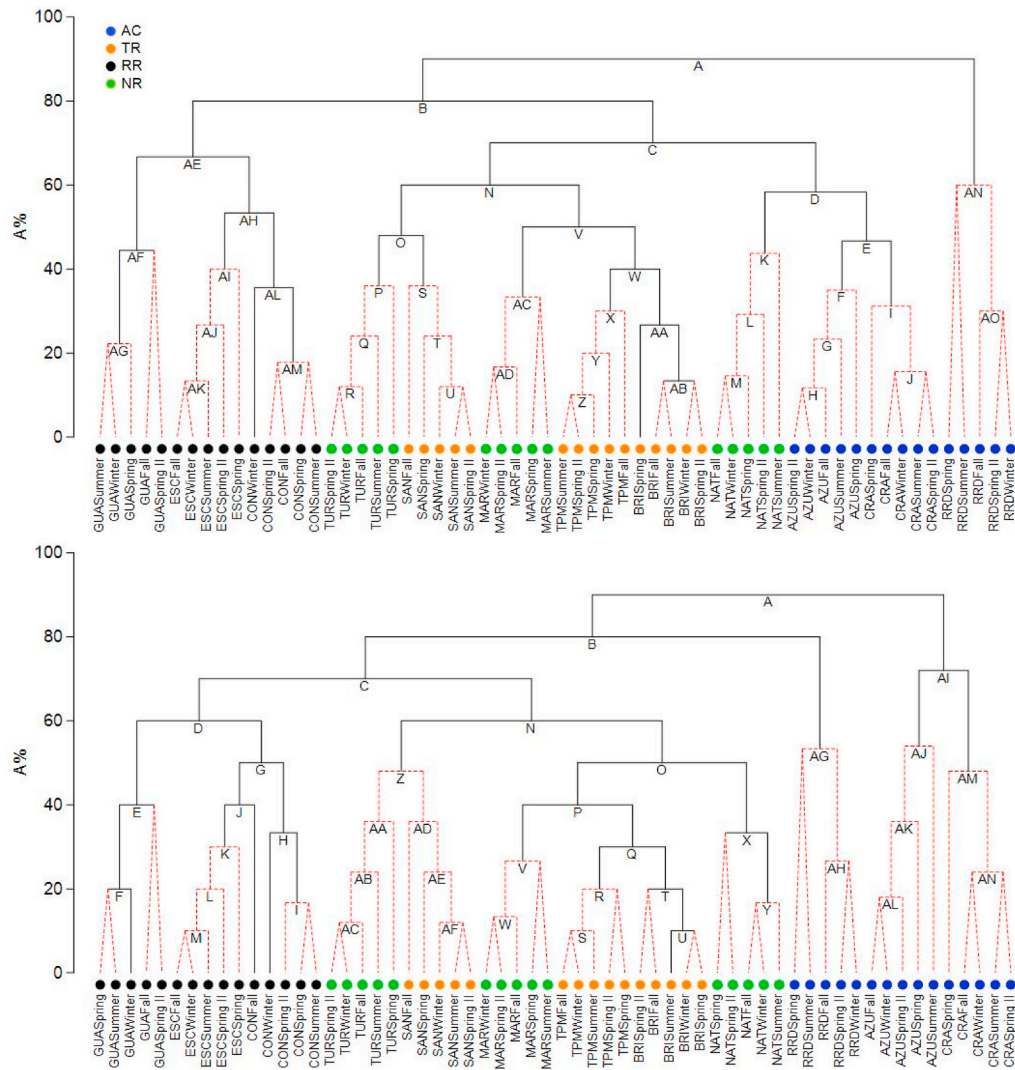 100
AC
TR
RR
NR
A
80
B
C
AE
60
AN
N
D
AH
V
O
E
AF
K
40
AI
W
P
S
F
AL
X
AC
I
AO
AJ
AA
L
Q
T
G
20
AG
Y
AM
AD
J
AK
AB
M
R
U
H
Z
0
A%
GUASummer
GUAWinter
GUASpring
GUAFall
GUASpring II
ESCFall
ESCWinter
ESCSummer
ESCSpring II
ESCSpring
CONWinter
CONSpring II
CONFall
CONSpring
CONSummer
TURSpring II
TURWinter
TURFall
TURSummer
TURSpring
SANFall
SANSpring
SANWinter
SANSummer
SANSpring II
MARWinter
MARSpring II
MARFall
MARSpring
MARSummer
TPMSummer
TPMSpring II
TPMSpring
TPMWinter
TPMFall
BRISpring
BRIFall
BRISummer
BRIWinter
BRISpring II
NATFall
NATWinter
NATSpring
NATSpring II
NATSummer
AZUSpring II
AZUWinter
AZUFall
AZUSummer
AZUSpring
CRASpring
CRAFall
CRAWinter
CRASummer
CRASpring II
RRDSpring
RRDSummer
RRDFall
RRDSpring II
RRDWinter
100
A
80
B
AI
C
60
D
N
AJ
AG
G
O
Z
AM
40
E
J
P
AA
AD
AK
H
X
K
Q
V
AH
AB
AE
AN
20
F
L
R
T
AL
I
Y
W
AC
AF
M
S
U
0
A%
GUASpring
GUASummer
GUAWinter
GUAFall
GUASpring II
ESCFall
ESCWinter
ESCSummer
ESCSpring II
ESCSpring
CONFall
CONWinter
CONSpring II
CONSpring
CONSummer
TURSpring II
TURWinter
TURFall
TURSummer
TURSpring
SANFall
SANSpring
SANWinter
SANSummer
SANSpring II
MARWinter
MARSpring II
MARFall
MARSpring
MARSummer
TPMFall
TPMWinter
TPMSummer
TPMSpring II
TPMSpring
BRISpring II
BRIFall
BRISummer
BRIWinter
BRISpring
NATSpring
NATSpring II
NATFall
NATWinter
NATSummer
RRDSpring
RRDSummer
RRDFall
RRDSpring II
RRDWinter
AZUFall
AZUWinter
AZUSpring II
AZUSpring
AZUSummer
CRASpring
CRAFall
CRAWinter
CRASummer
CRASpring II